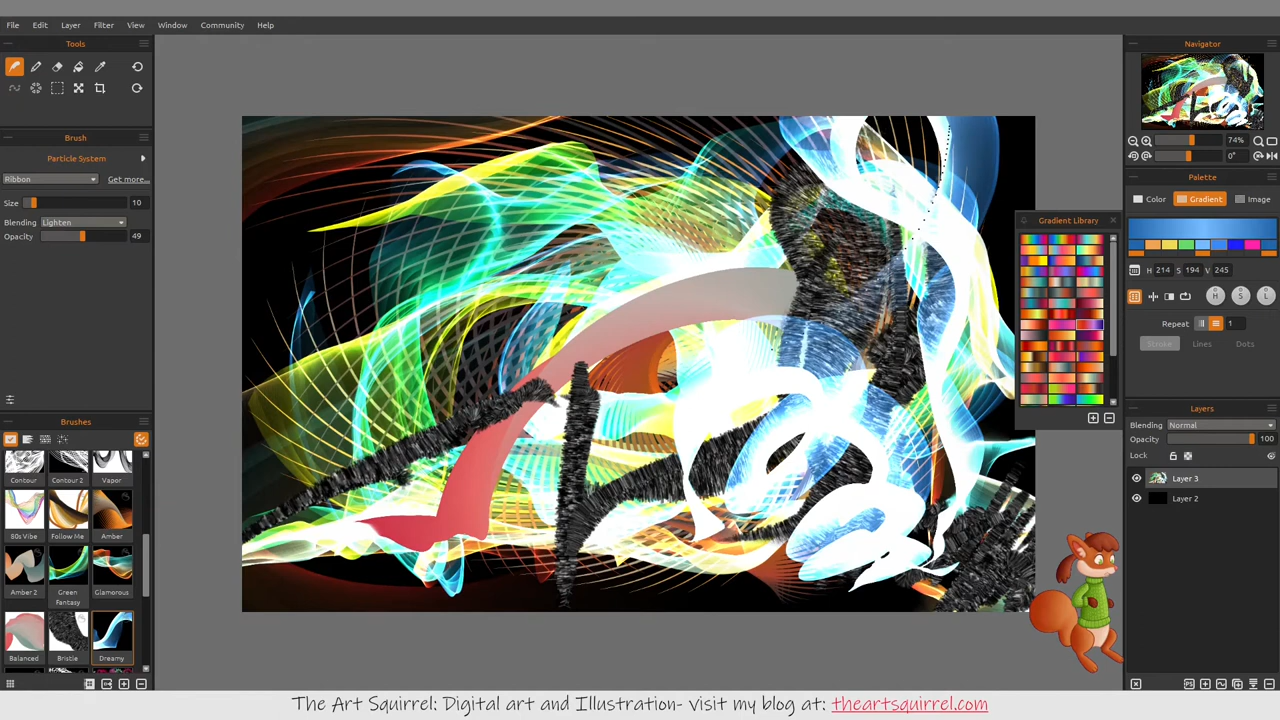 File Edit Layer Filter View Window Community Help
Tools
Brush
Particle System
Ribbon Get more...
Size 10
Blending Lighten
Opacity 49
Brushes
Contour Contour 2 Vapor
80s Vibe Follow Me Amber
Amber 2 Green Fantasy Glamorous
Balanced Bristle Dreamy
Navigator
74%
0°
Palette
Color Gradient Image
Gradient Library
H 214 S 194 V 245
H S L
Repeat 1
Stroke Lines Dots
Layers
Blending Normal
Opacity 100
Lock
Layer 3
Layer 2
PS
The Art Squirrel: Digital art and Illustration- visit my blog at: theartsquirrel.com